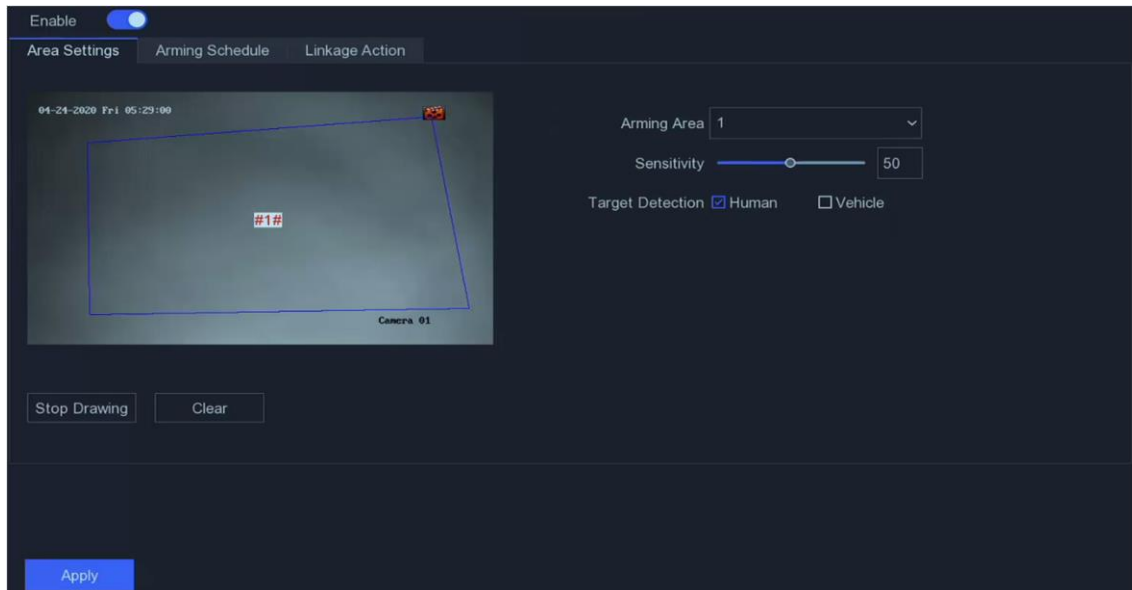 Enable
Area Settings Arming Schedule Linkage Action
04-24-2020 Fri 05:29:00
Arming Area 1
Sensitivity 50
Target Detection Human Vehicle
#1#
Camera 01
Stop Drawing Clear
Apply